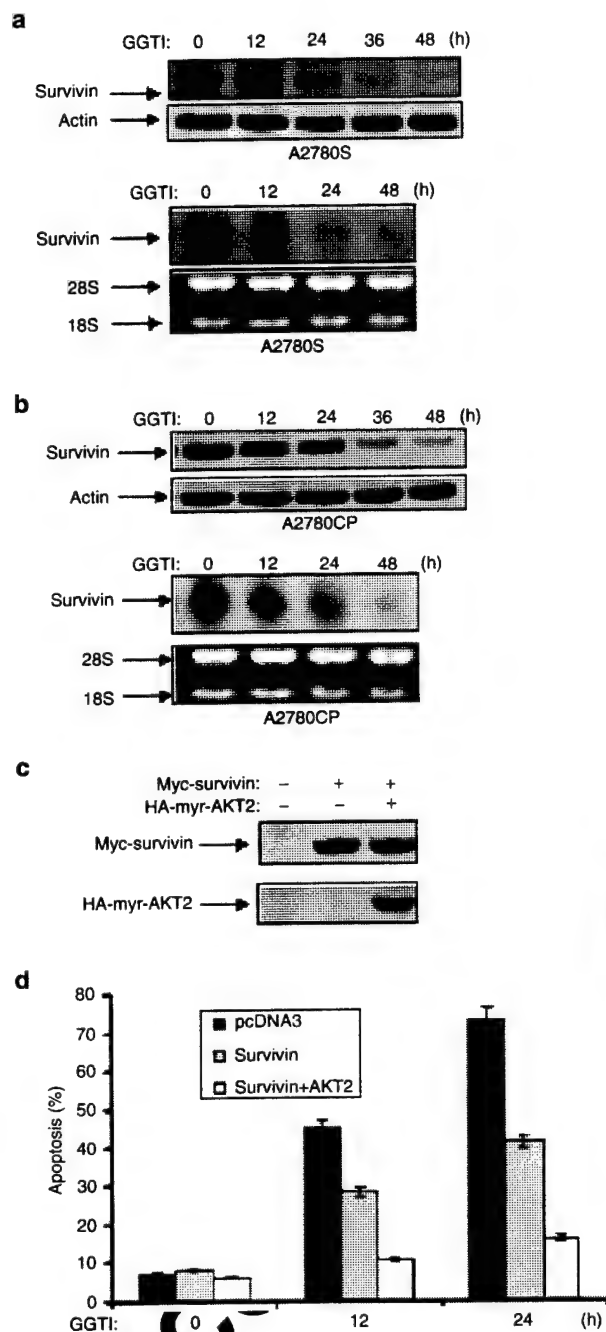 a
GGTI: 0 12 24 36 48 (h)
Survivin
Actin
A2780S
GGTI: 0 12 24 48 (h)
Survivin
28S
18S
A2780S
b
GGTI: 0 12 24 36 48 (h)
Survivin
Actin
A2780CP
GGTI: 0 12 24 48 (h)
Survivin
28S
18S
A2780CP
c
Myc-survivin: – + +
HA-myr-AKT2: – – +
Myc-survivin
HA-myr-AKT2
d
80
70
60
50
40
30
20
10
0
Apoptosis (%)
pcDNA3
Survivin
Survivin+AKT2
GGTI: 0 12 24 (h)